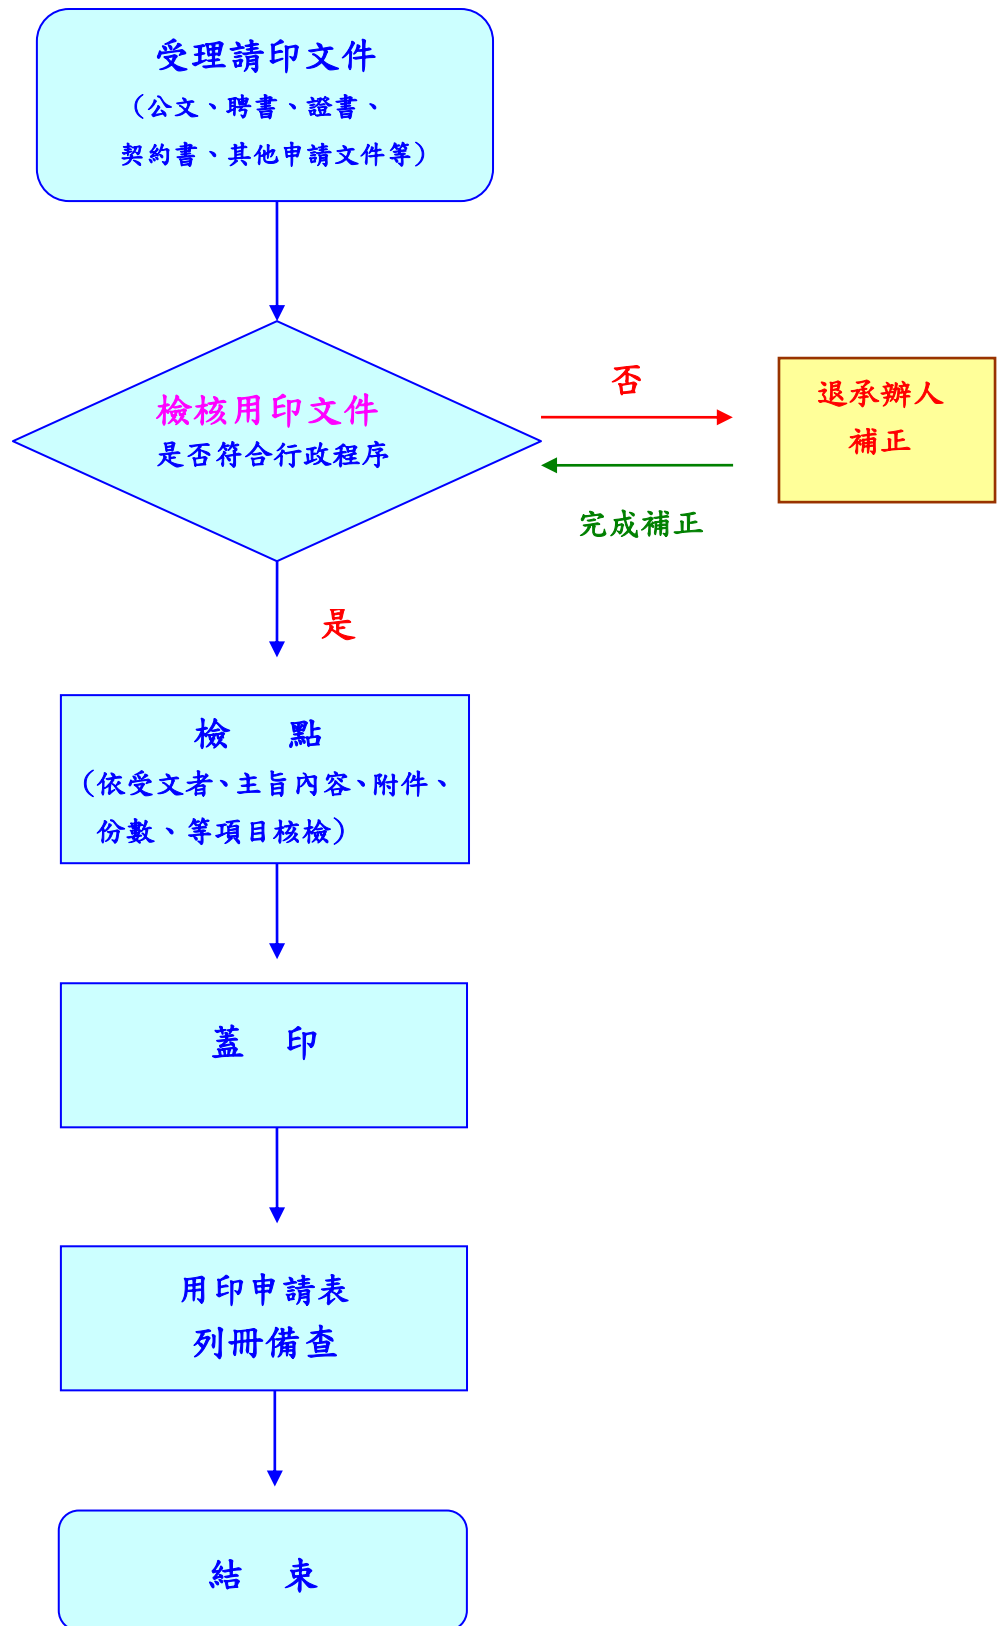 受理請印文件
（公文、聘書、證書、
契約書、其他申請文件等）
檢核用印文件
是否符合行政程序
否
退承辦人
補正
完成補正
是
檢 點
（依受文者、主旨內容、附件、
份數、等項目核檢）
蓋 印
用印申請表
列冊備查
結 束